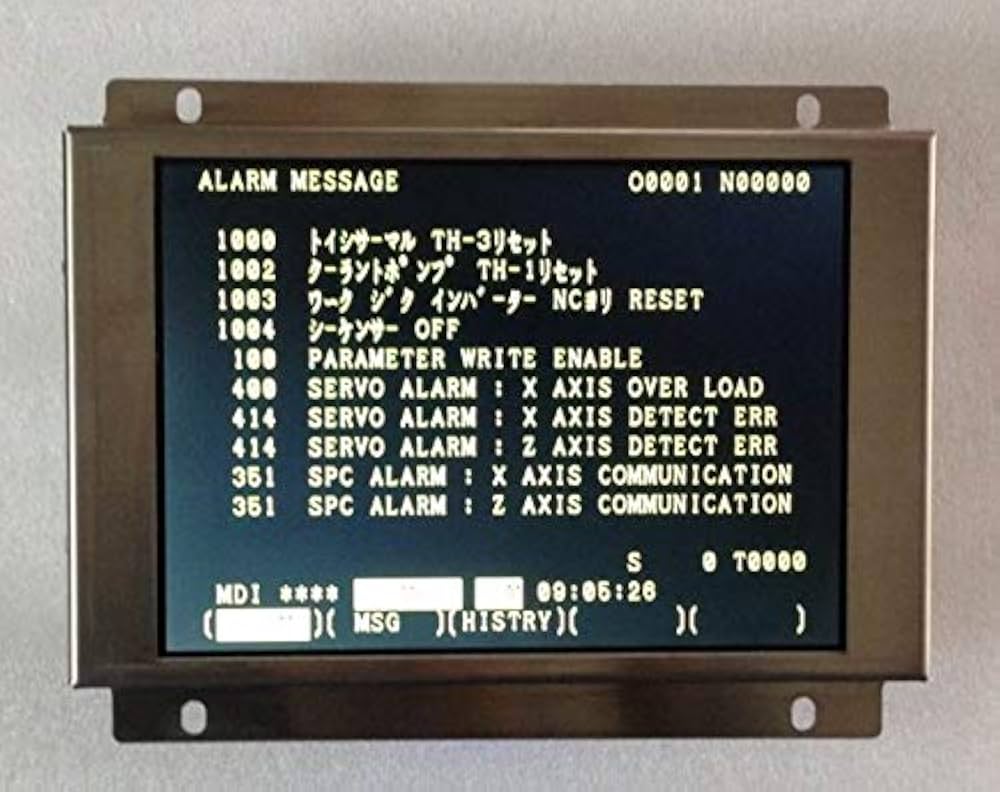 ALARM MESSAGE O0001 N00000
1000 トイシサーマル TH-3リセット
1002 クーラントポンプ TH-1リセット
1003 ワーク ジク インバーター NCヨリ RESET
1004 シーケンサー OFF
100 PARAMETER WRITE ENABLE
400 SERVO ALARM : X AXIS OVER LOAD
414 SERVO ALARM : X AXIS DETECT ERR
414 SERVO ALARM : Z AXIS DETECT ERR
351 SPC ALARM : X AXIS COMMUNICATION
351 SPC ALARM : Z AXIS COMMUNICATION
S 0 T0000
MDI **** 09:05:26
( )( MSG )(HISTRY)( )( )